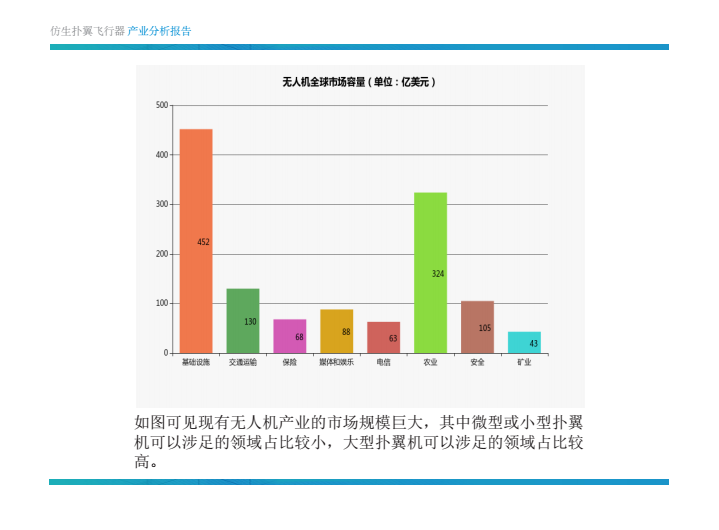 仿生扑翼飞行器 产业分析报告
无人机全球市场容量（单位：亿美元）
500
400
300
200
100
0
452
130
68
88
63
324
105
43
基础设施 交通运输 保险 媒体和娱乐 电信 农业 安全 矿业
如图可见现有无人机产业的市场规模巨大，其中微型或小型扑翼
机可以涉足的领域占比较小，大型扑翼机可以涉足的领域占比较
高。